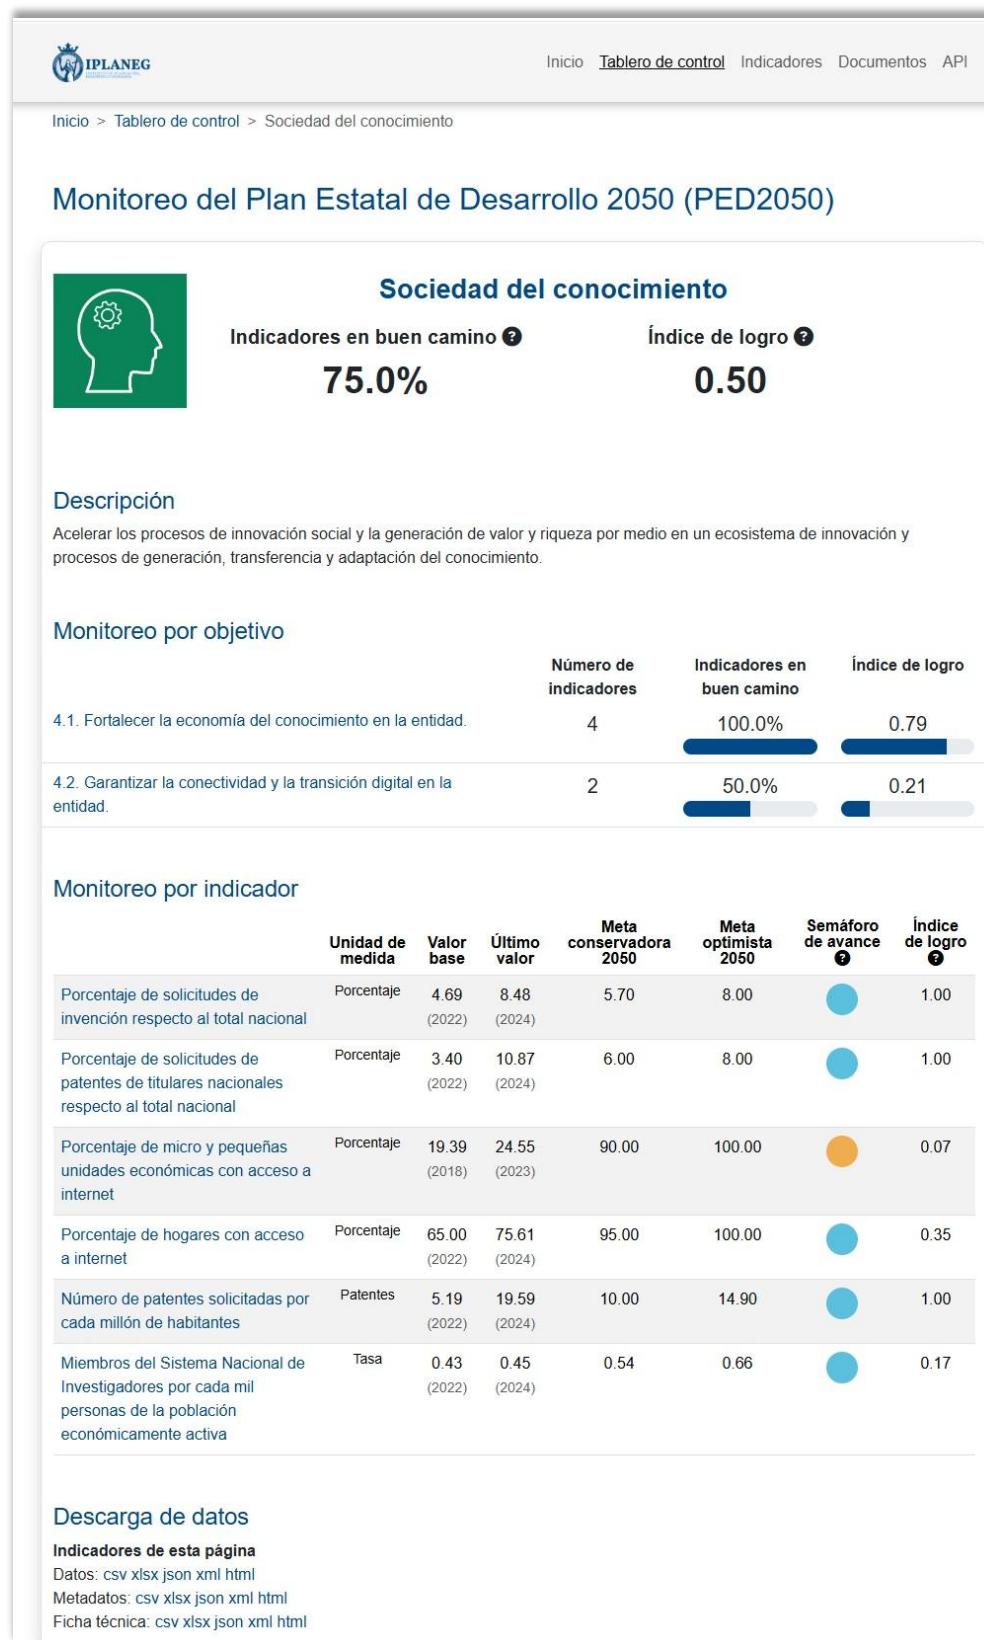 IPLANEG
Inicio Tablero de control Indicadores Documentos API
Inicio > Tablero de control > Sociedad del conocimiento
Monitoreo del Plan Estatal de Desarrollo 2050 (PED2050)
Sociedad del conocimiento
Indicadores en buen camino ? Índice de logro ?
75.0% 0.50
Descripción
Acelerar los procesos de innovación social y la generación de valor y riqueza por medio en un ecosistema de innovación y
procesos de generación, transferencia y adaptación del conocimiento.
Monitoreo por objetivo
Número de Indicadores en Índice de logro
indicadores buen camino
4.1. Fortalecer la economía del conocimiento en la entidad. 4 100.0% 0.79
4.2. Garantizar la conectividad y la transición digital en la 2 50.0% 0.21
entidad.
Monitoreo por indicador
Meta Meta Semáforo Índice
Unidad de Valor Último conservadora optimista de avance de logro
medida base valor 2050 2050 ? ?
Porcentaje de solicitudes de Porcentaje 4.69 8.48 5.70 8.00 1.00
invención respecto al total nacional (2022) (2024)
Porcentaje de solicitudes de Porcentaje 3.40 10.87 6.00 8.00 1.00
patentes de titulares nacionales (2022) (2024)
respecto al total nacional
Porcentaje de micro y pequeñas Porcentaje 19.39 24.55 90.00 100.00 0.07
unidades económicas con acceso a (2018) (2023)
internet
Porcentaje de hogares con acceso Porcentaje 65.00 75.61 95.00 100.00 0.35
a internet (2022) (2024)
Número de patentes solicitadas por Patentes 5.19 19.59 10.00 14.90 1.00
cada millón de habitantes (2022) (2024)
Miembros del Sistema Nacional de Tasa 0.43 0.45 0.54 0.66 0.17
Investigadores por cada mil (2022) (2024)
personas de la población
económicamente activa
Descarga de datos
Indicadores de esta página
Datos: csv xlsx json xml html
Metadatos: csv xlsx json xml html
Ficha técnica: csv xlsx json xml html